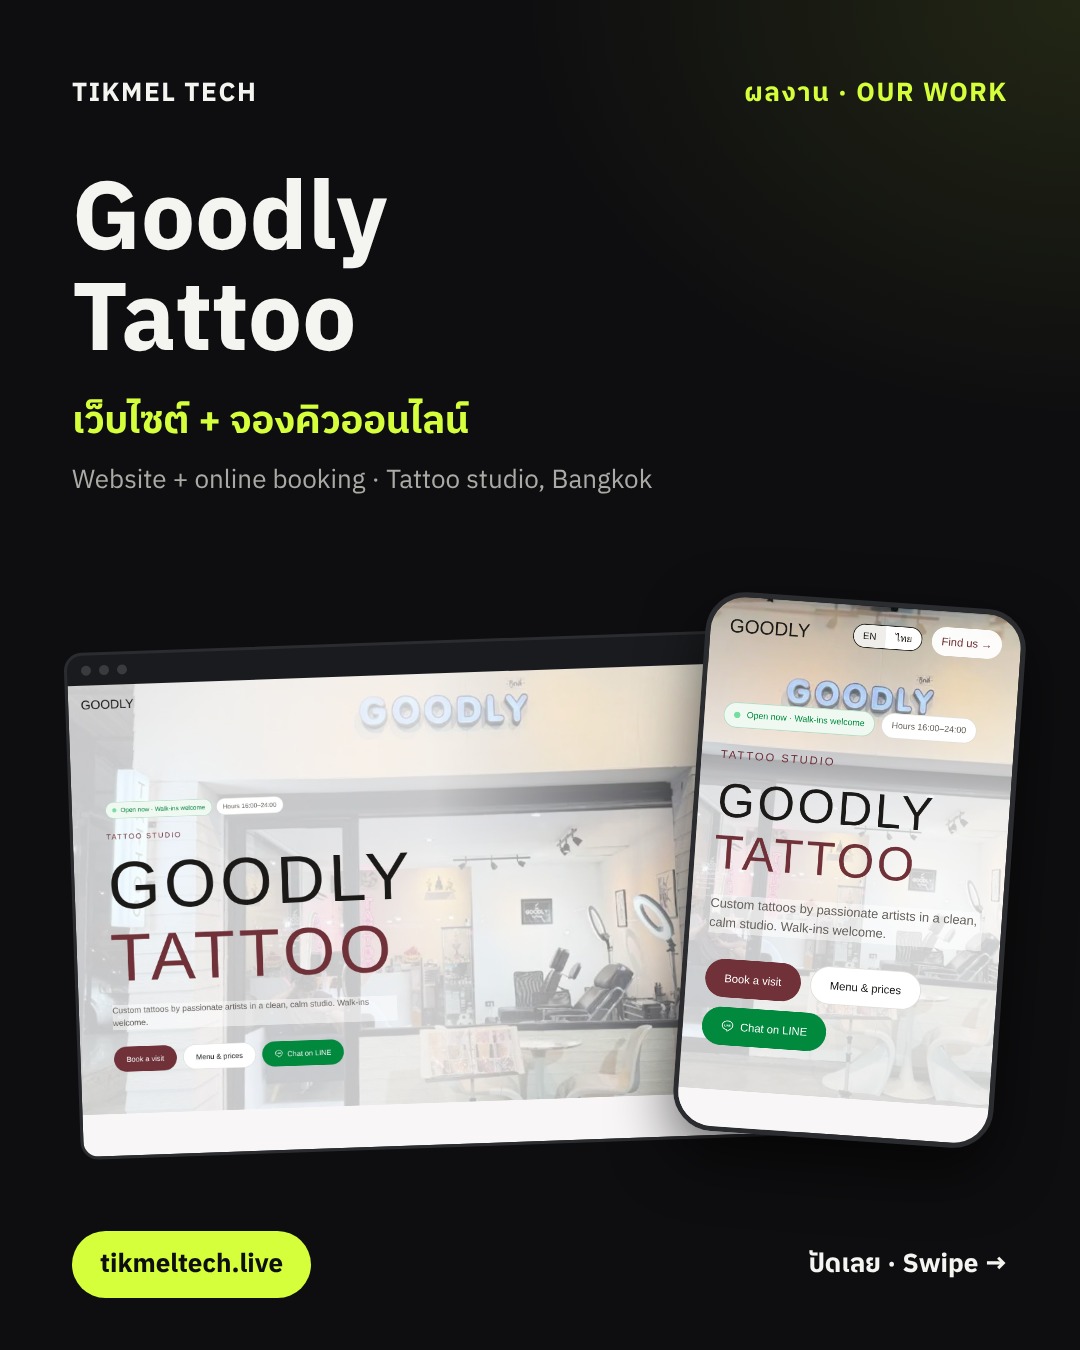 TIKMEL TECH
ผลงาน · OUR WORK
Goodly
Tattoo
เว็บไซต์ + จองคิวออนไลน์
Website + online booking · Tattoo studio, Bangkok
GOODLY
GOODLY
Open now · Walk-ins welcome
Hours 16:00–24:00
TATTOO STUDIO
GOODLY
TATTOO
Custom tattoos by passionate artists in a clean, calm studio. Walk-ins
welcome.
Book a visit
Menu & prices
Chat on LINE
GOODLY
EN
ไทย
Find us →
GOODLY
Open now · Walk-ins welcome
Hours 16:00–24:00
TATTOO STUDIO
GOODLY
TATTOO
Custom tattoos by passionate artists in a clean,
calm studio. Walk-ins welcome.
Book a visit
Menu & prices
Chat on LINE
tikmeltech.live
ปัดเลย · Swipe →